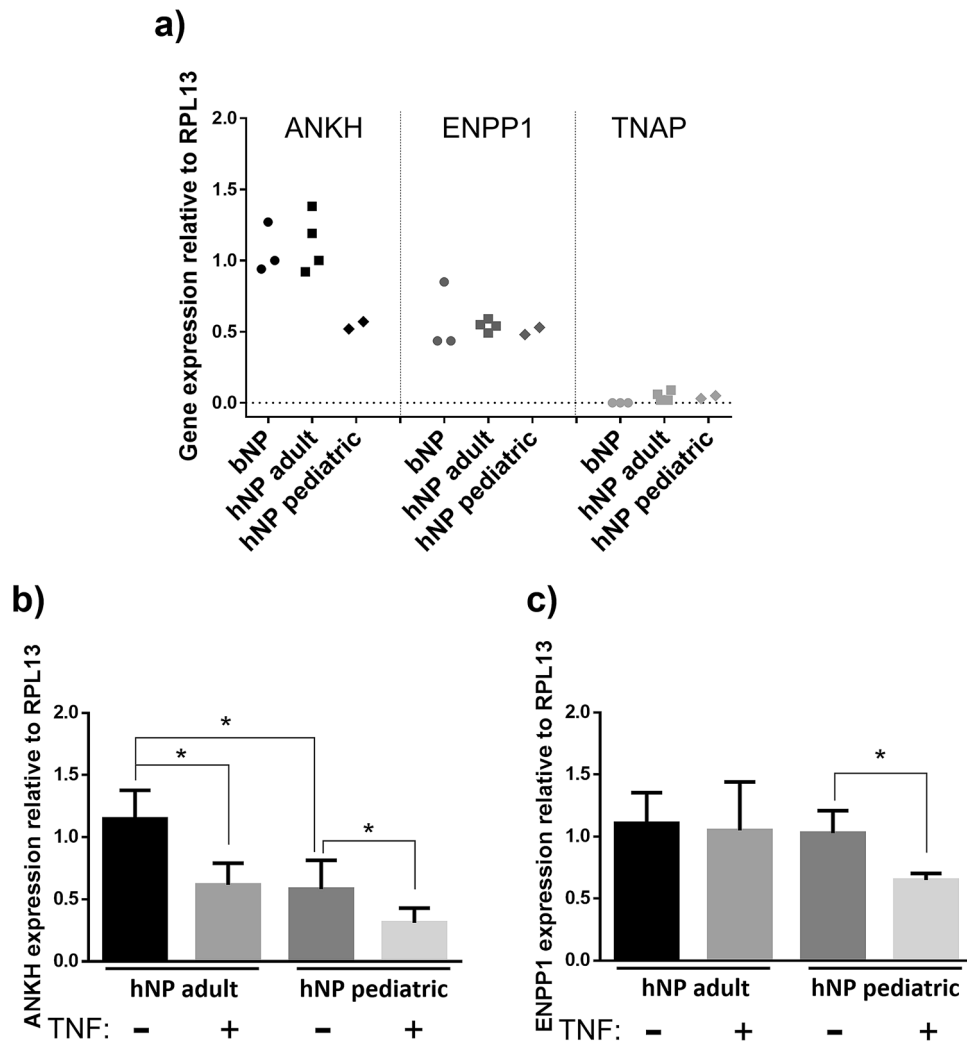 a)
Gene expression relative to RPL13
2.0
1.5
1.0
0.5
0.0
ANKH ENPP1 TNAP
bNP hNP adult hNP pediatric bNP hNP adult hNP pediatric bNP hNP adult hNP pediatric
b)
ANKH expression relative to RPL13
2.0
1.5
1.0
0.5
0.0
* * *
hNP adult hNP pediatric
TNF: - + - +
c)
ENPP1 expression relative to RPL13
2.0
1.5
1.0
0.5
0.0
*
hNP adult hNP pediatric
TNF: - + - +